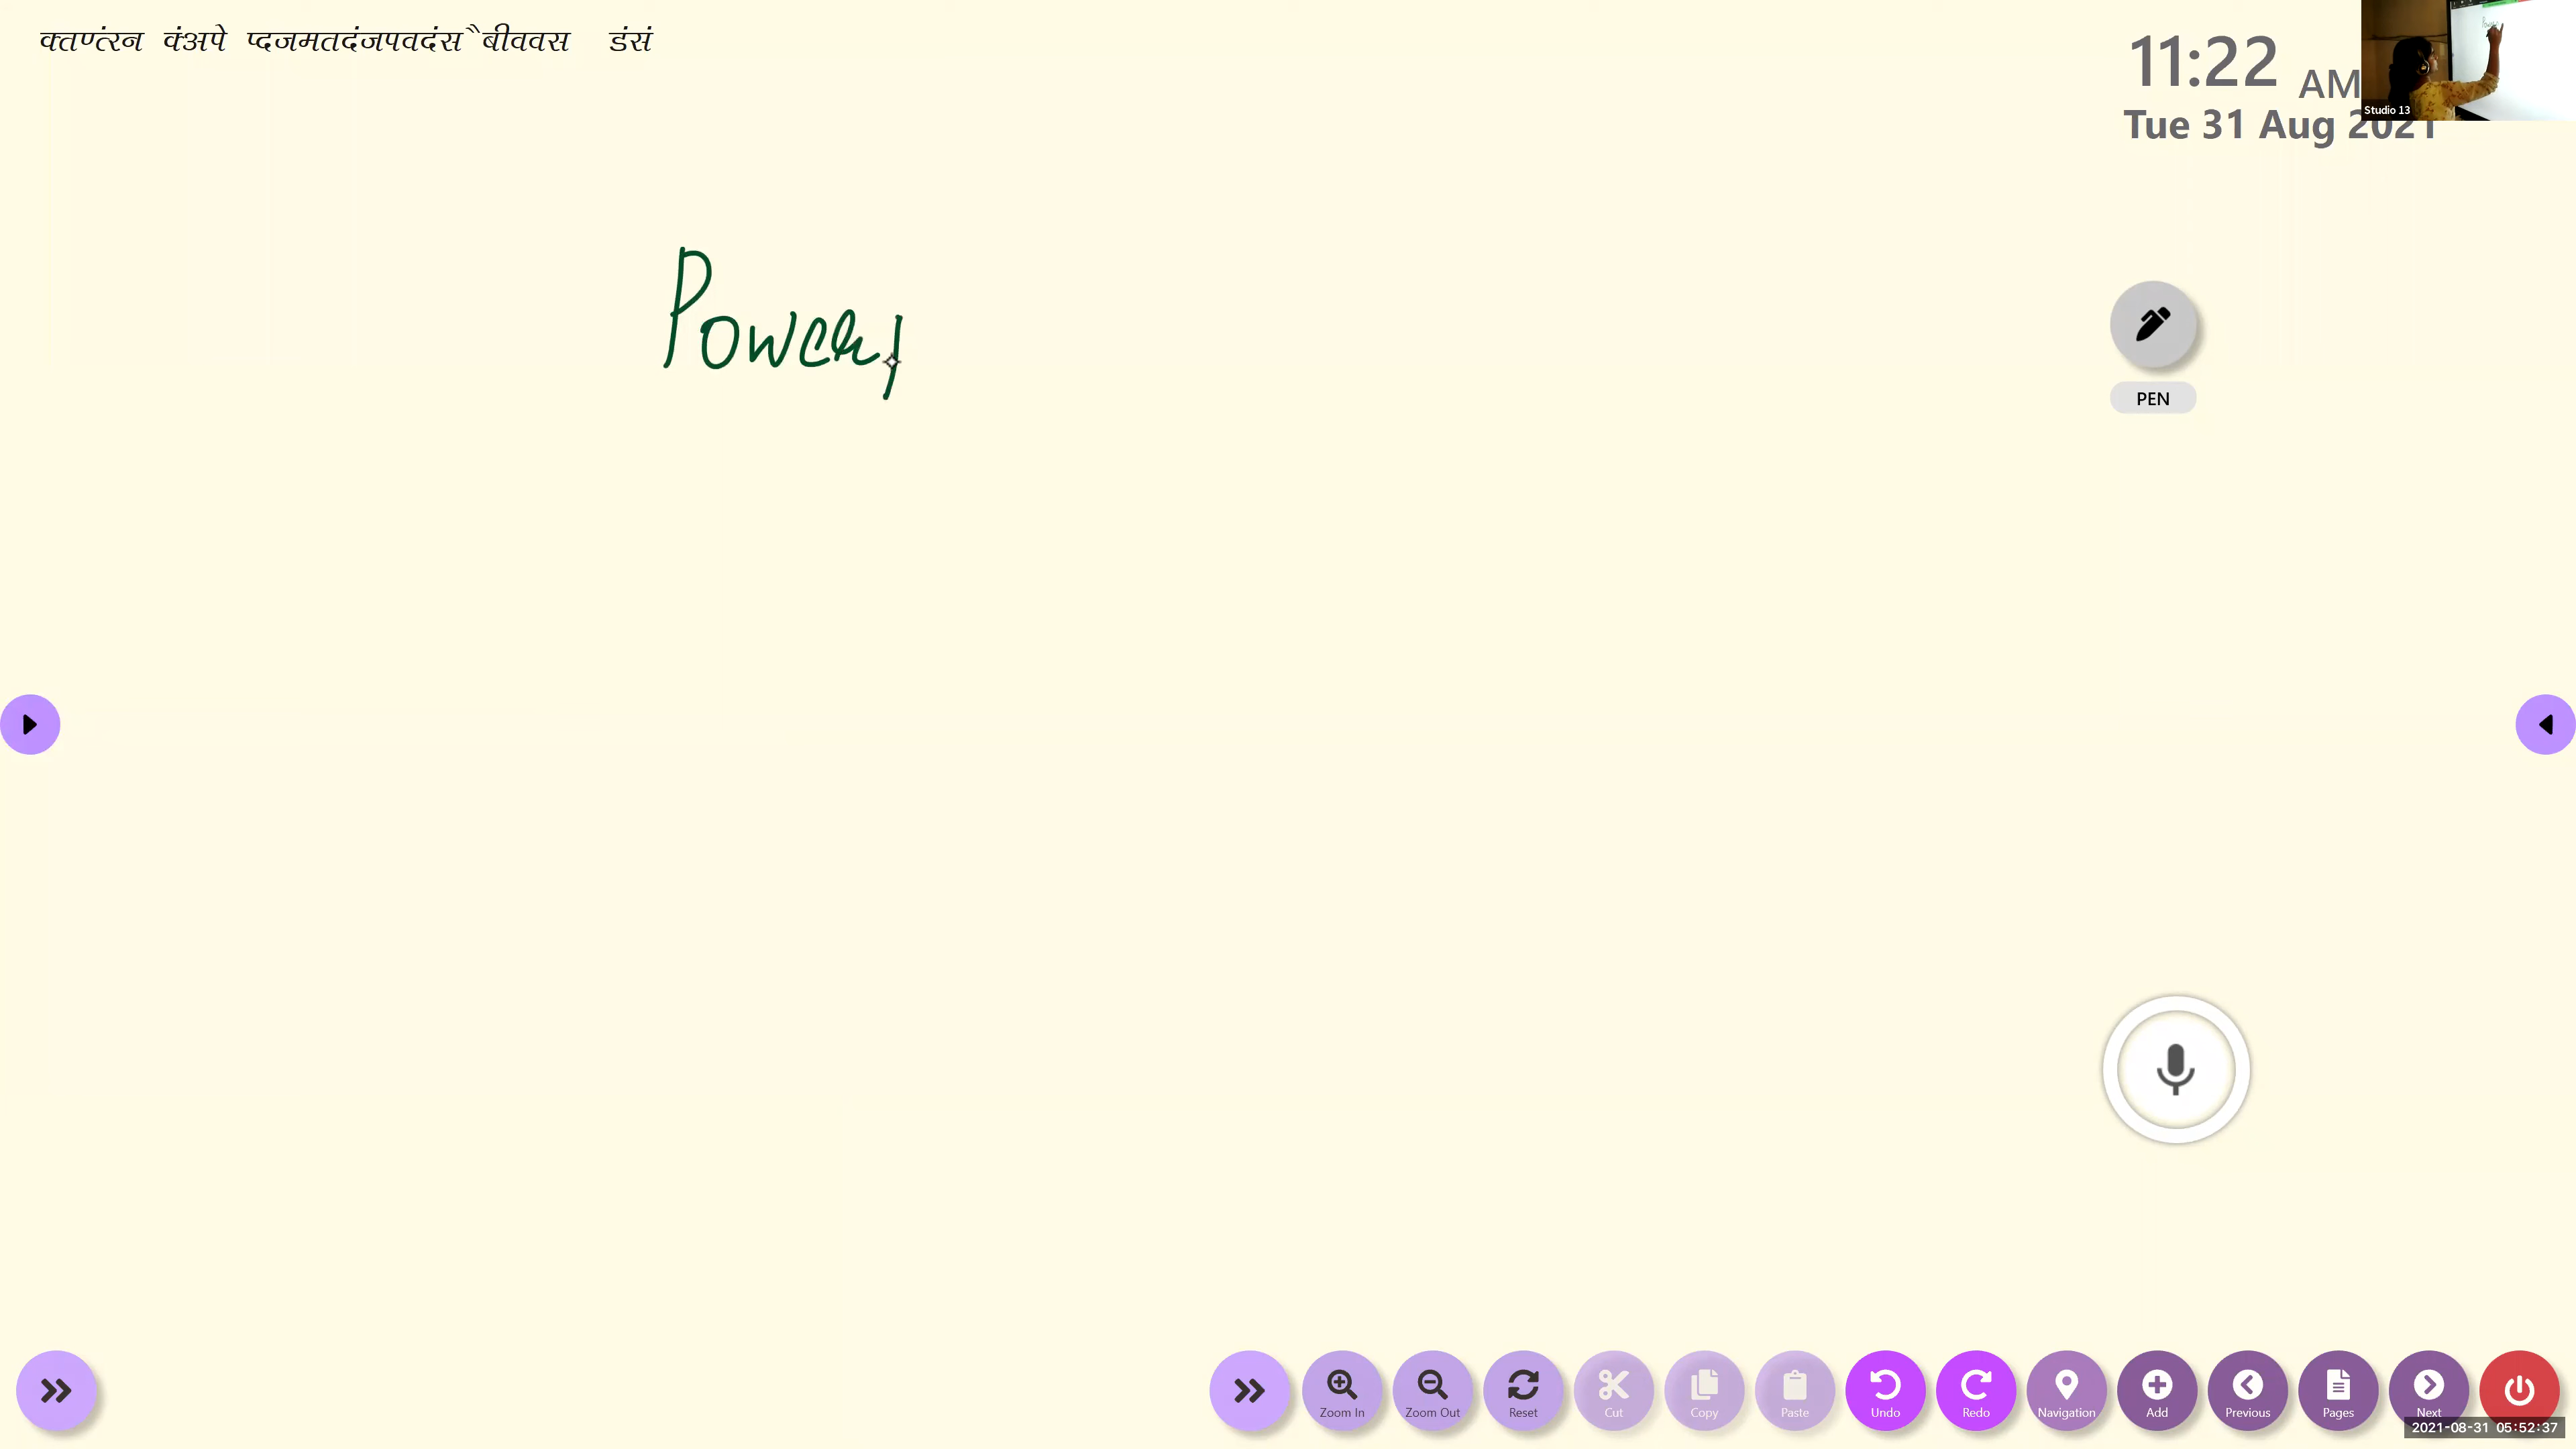 क्तण्त्ंरन क्ंअपे प्दजमतदंजपवदंस ैबीववस डंसं
11:22 AM
Studio 13
Tue 31 Aug 2021
Power
PEN
Zoom In Zoom Out Reset Cut Copy Paste Undo Redo Navigation Add Previous Pages Next
2021-08-31 05:52:37